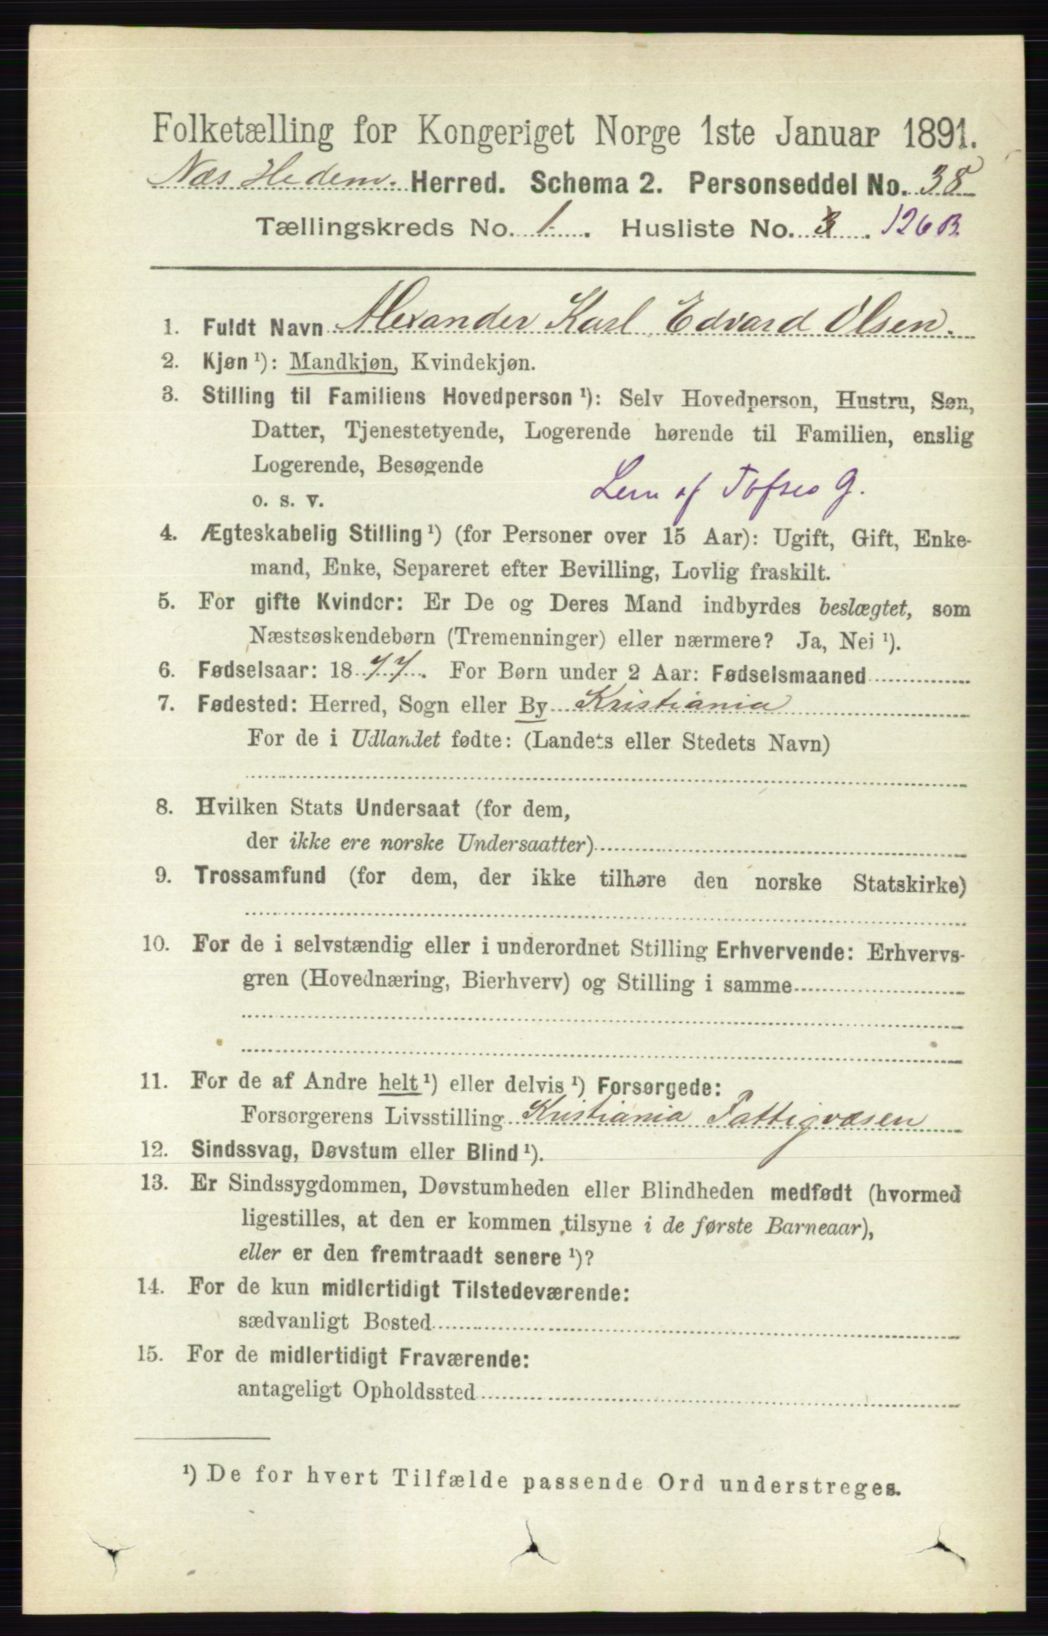 Folketælling for Kongeriget Norge 1ste Januar 1891.
Næs Hedem. Herred. Schema 2. Personseddel No. 38
Tællingskreds No. 1. Husliste No. 3. 126B.
1. Fuldt Navn Alexander Karl Edvard Olsen.
2. Kjøn ¹): Mandkjøn, Kvindekjøn.
3. Stilling til Familiens Hovedperson ¹): Selv Hovedperson, Hustru, Søn,
Datter, Tjenestetyende, Logerende hørende til Familien, enslig
Logerende, Besøgende
o. s. v. Lem af Tofseo G.
4. Ægteskabelig Stilling ¹) (for Personer over 15 Aar): Ugift, Gift, Enke-
mand, Enke, Separeret efter Bevilling, Lovlig fraskilt.
5. For gifte Kvinder: Er De og Deres Mand indbyrdes beslægtet, som
Næstsøskendebørn (Tremenninger) eller nærmere? Ja, Nei ¹).
6. Fødselsaar: 1877. For Børn under 2 Aar: Fødselsmaaned
7. Fødested: Herred, Sogn eller By Kristiania
For de i Udlandet fødte: (Landets eller Stedets Navn)
8. Hvilken Stats Undersaat (for dem,
der ikke ere norske Undersaatter)
9. Trossamfund (for dem, der ikke tilhøre den norske Statskirke)
10. For de i selvstændig eller i underordnet Stilling Erhvervende: Erhvervs-
gren (Hovednæring, Bierhverv) og Stilling i samme
11. For de af Andre helt ¹) eller delvis ¹) Forsørgede:
Forsørgerens Livsstilling Kristiania Fattigvæsen
12. Sindssvag, Døvstum eller Blind ¹).
13. Er Sindssygdommen, Døvstumheden eller Blindheden medfødt (hvormed
ligestilles, at den er kommen tilsyne i de første Barneaar),
eller er den fremtraadt senere ¹)?
14. For de kun midlertidigt Tilstedeværende:
sædvanligt Bosted
15. For de midlertidigt Fraværende:
antageligt Opholdssted
¹) De for hvert Tilfælde passende Ord understreges.